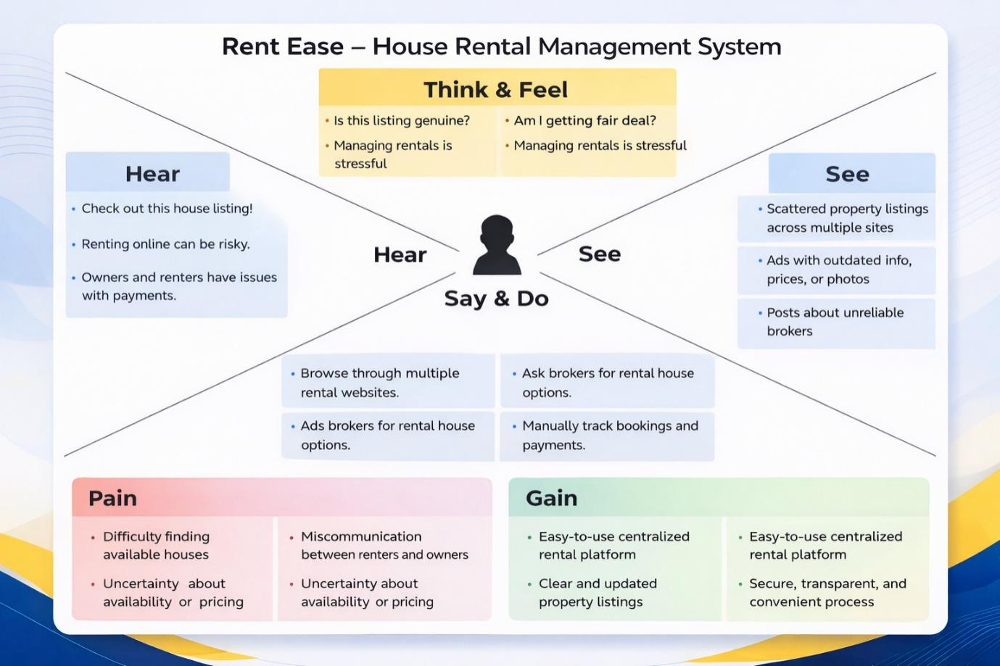 Rent Ease – House Rental Management System
Think & Feel
• Is this listing genuine?
• Managing rentals is
stressful
• Am I getting fair deal?
• Managing rentals is stressful
Hear
• Check out this house listing!
• Renting online can be risky.
• Owners and renters have issues
with payments.
See
• Scattered property listings
across multiple sites
• Ads with outdated info,
prices, or photos
• Posts about unreliable
brokers
Hear
See
Say & Do
• Browse through multiple
rental websites.
• Ask brokers for rental house
options.
• Ads brokers for rental house
options.
• Manually track bookings and
payments.
Pain
• Difficulty finding
available houses
• Uncertainty about
availability or pricing
• Miscommunication
between renters and owners
• Uncertainty about
availability or pricing
Gain
• Easy-to-use centralized
rental platform
• Clear and updated
property listings
• Easy-to-use centralized
rental platform
• Secure, transparent, and
convenient process